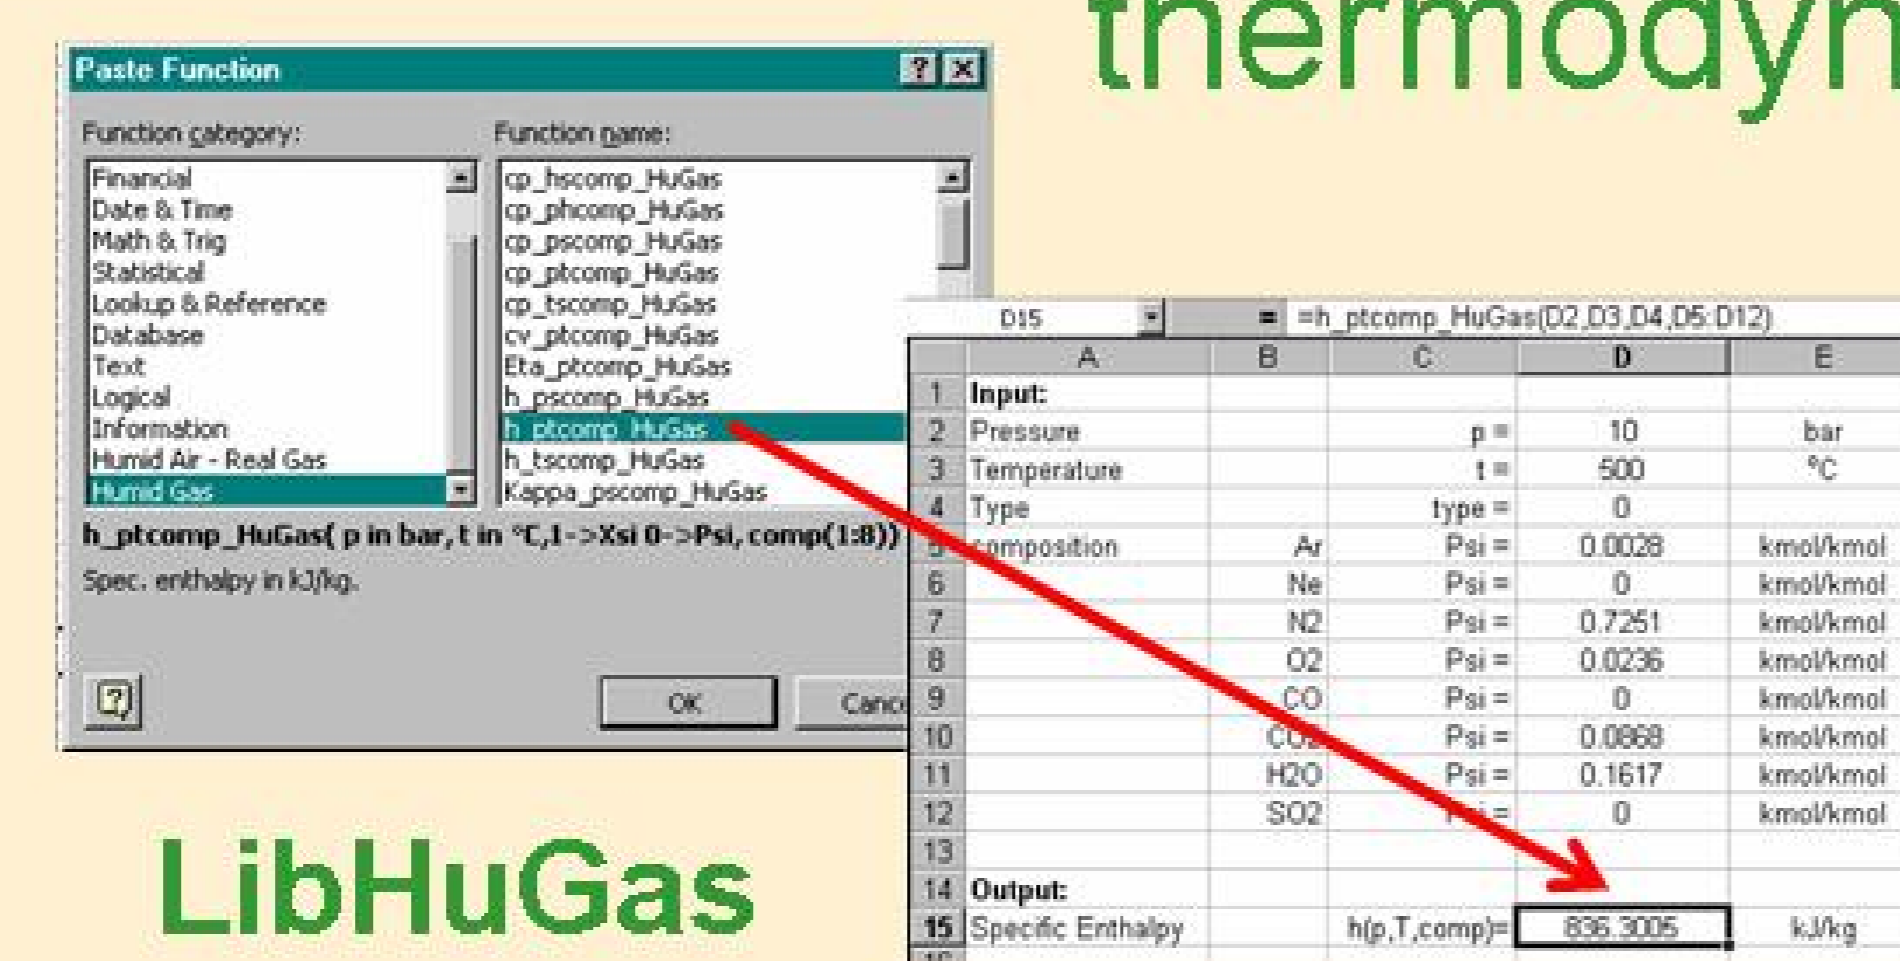 thermodyn
Paste Function
Function category:
Financial
Date & Time
Math & Trig
Statistical
Lookup & Reference
Database
Text
Logical
Information
Humid Air - Real Gas
Humid Gas
Function name:
cp_hscomp_HuGas
cp_phcomp_HuGas
cp_pscomp_HuGas
cp_ptcomp_HuGas
cp_tscomp_HuGas
cv_ptcomp_HuGas
Eta_ptcomp_HuGas
h_pscomp_HuGas
h_ptcomp_HuGas
h_tscomp_HuGas
Kappa_pscomp_HuGas
h_ptcomp_HuGas( p in bar, t in °C,1->Xsi 0->Psi, comp(1:8))
Spec. enthalpy in kJ/kg.
OK Cance
D15 = =h_ptcomp_HuGas(D2,D3,D4,D5:D12)
A B C D E
1 Input:
2 Pressure p = 10 bar
3 Temperature t = 500 °C
4 Type type = 0
5 composition Ar Psi = 0.0028 kmol/kmol
6 Ne Psi = 0 kmol/kmol
7 N2 Psi = 0.7251 kmol/kmol
8 O2 Psi = 0.0236 kmol/kmol
9 CO Psi = 0 kmol/kmol
10 CO2 Psi = 0.0868 kmol/kmol
11 H2O Psi = 0.1617 kmol/kmol
12 SO2 Psi = 0 kmol/kmol
13
14 Output:
15 Specific Enthalpy h(p,T,comp)= 836.3005 kJ/kg
LibHuGas